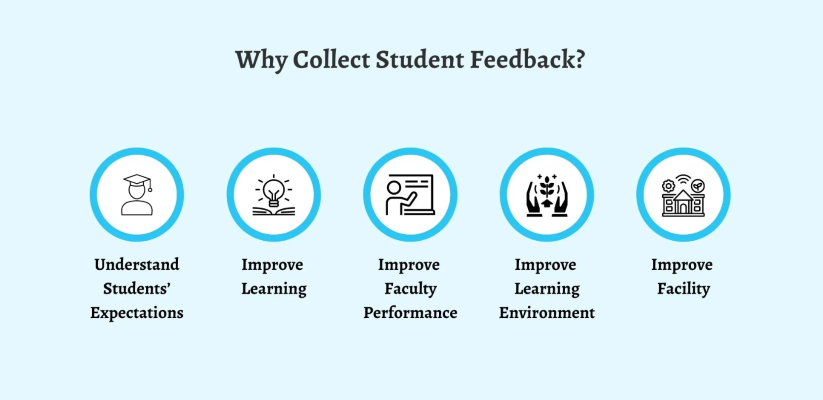 Why Collect Student Feedback?
Understand
Students’
Expectations
Improve
Learning
Improve
Faculty
Performance
Improve
Learning
Environment
Improve
Facility